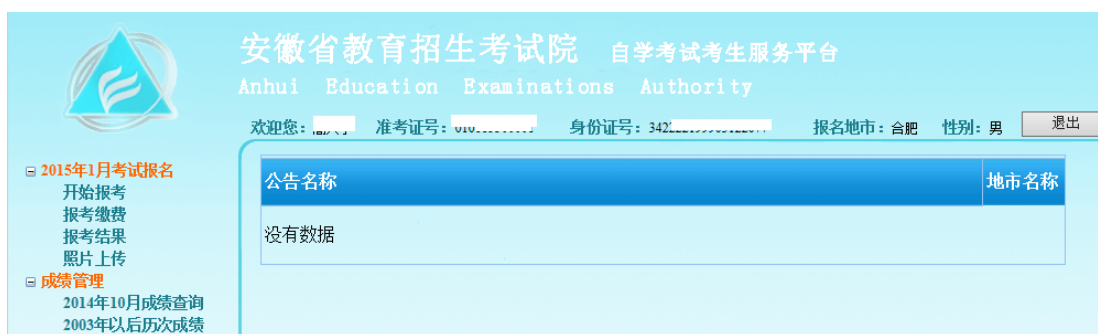 安徽省教育招生考试院 自学考试考生服务平台
Anhui Education Examinations Authority
欢迎您： 准考证号： 身份证号： 报名地市：合肥 性别：男 退出
2015年1月考试报名
开始报考
报考缴费
报考结果
照片上传
成绩管理
2014年10月成绩查询
2003年以后历次成绩
公告名称 地市名称
没有数据